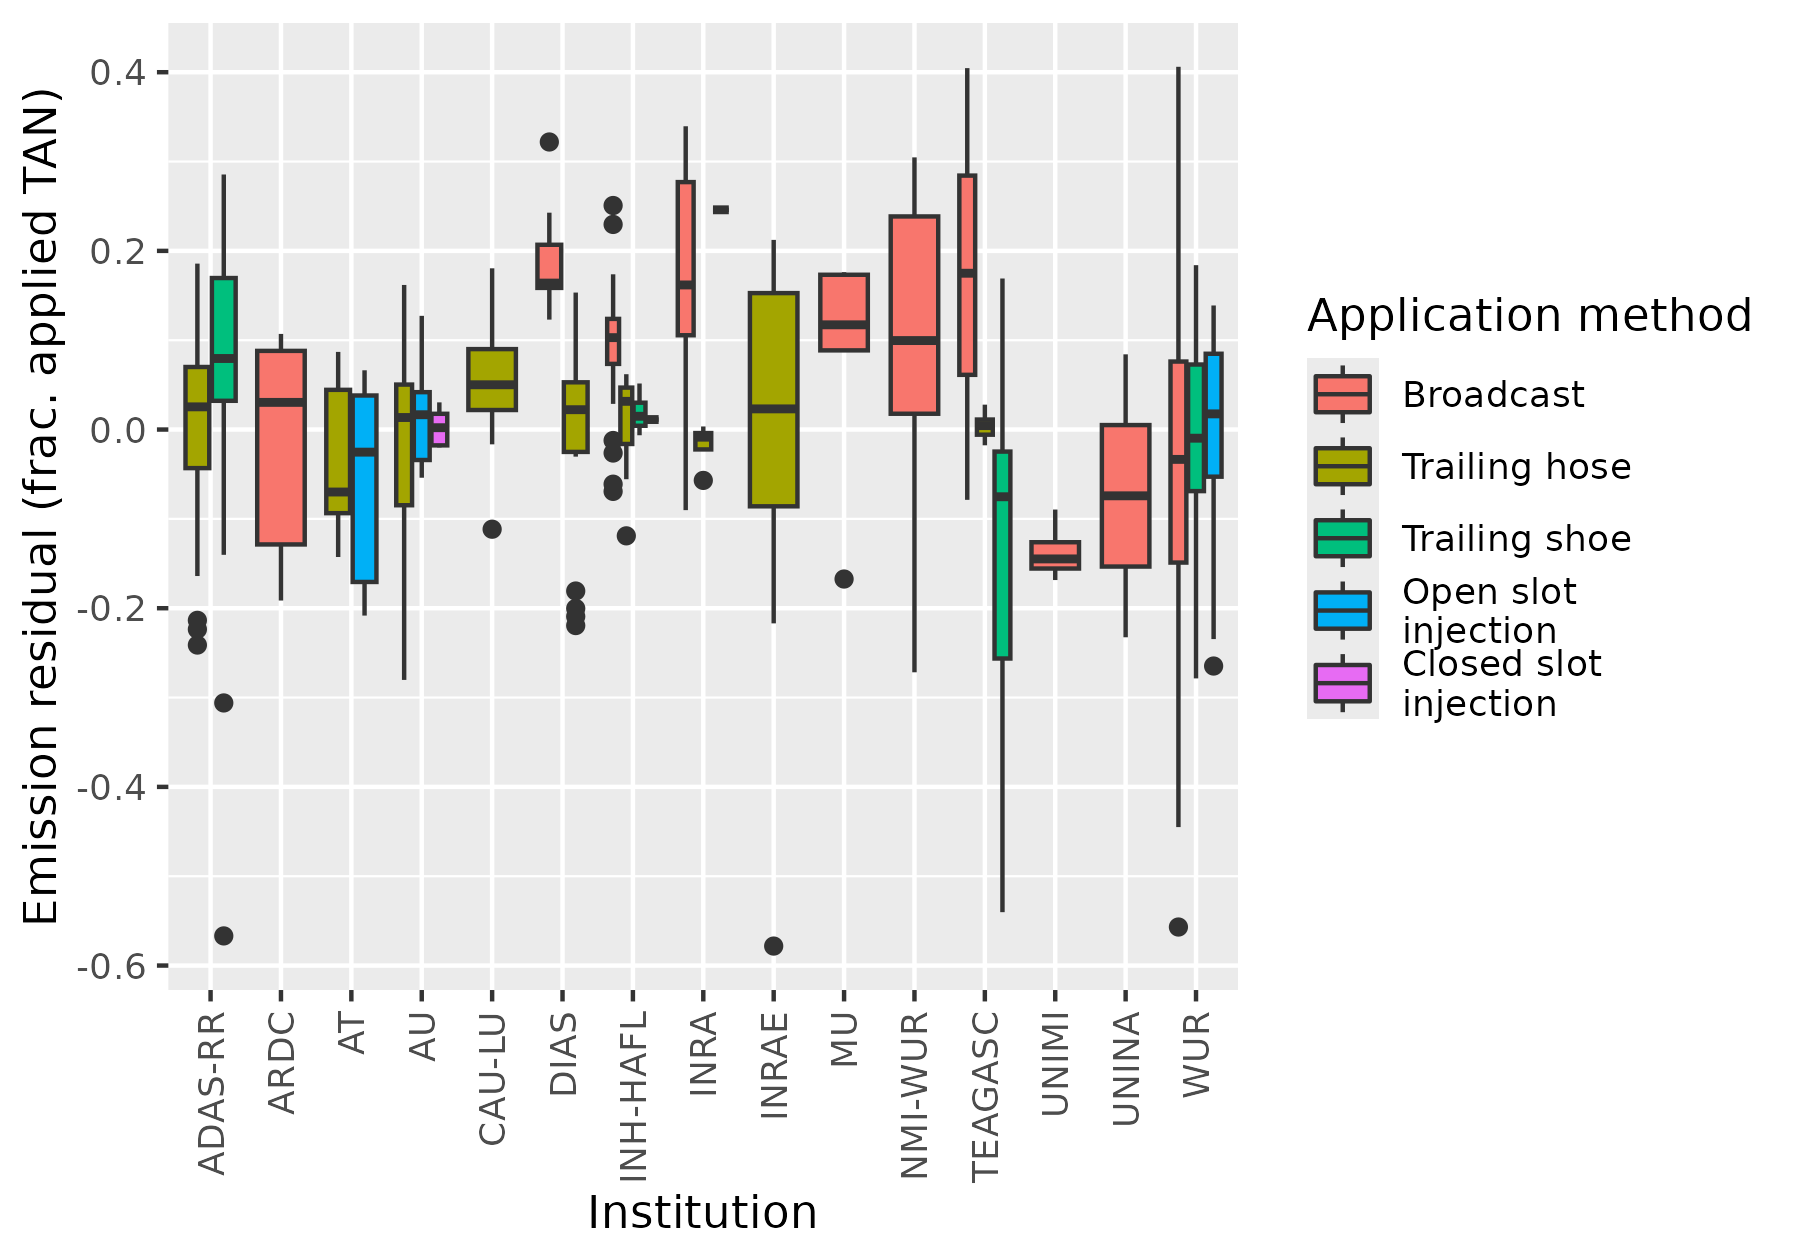 Emission residual (frac. applied TAN)
0.4
0.2
0.0
-0.2
-0.4
-0.6
ADAS-RR
ARDC
AT
AU
CAU-LU
DIAS
INH-HAFL
INRA
INRAE
MU
NMI-WUR
TEAGASC
UNIMI
UNINA
WUR
Institution
Application method
Broadcast
Trailing hose
Trailing shoe
Open slot
injection
Closed slot
injection